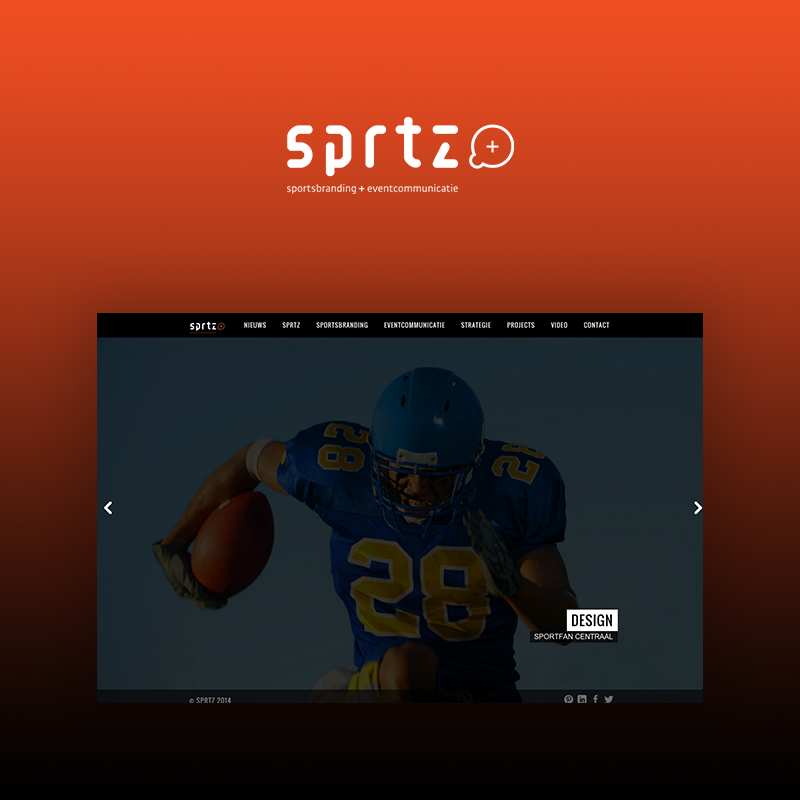 sprtz +
sportsbranding + eventcommunicatie
sprtz + NIEUWS SPRTZ SPORTSBRANDING EVENTCOMMUNICATIE STRATEGIE PROJECTS VIDEO CONTACT
28 28
28
DESIGN
SPORTFAN CENTRAAL
© SPRTZ 2014